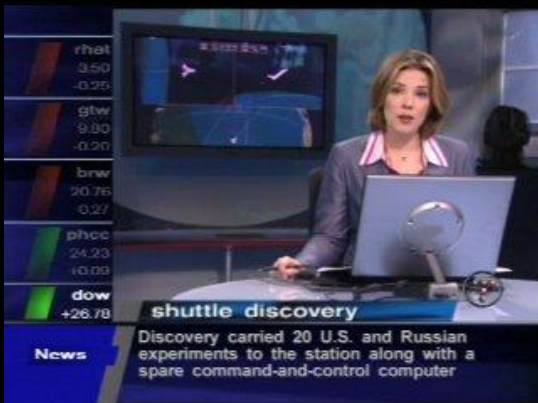 rhat
3.50
-0.25
gtw
9.80
-0.20
brw
20.76
-0.27
phcc
24.23
+0.09
dow
+26.78
shuttle discovery
News
Discovery carried 20 U.S. and Russian
experiments to the station along with a
spare command-and-control computer